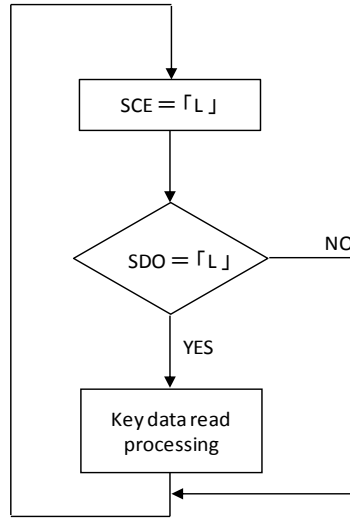 SCE ＝「L」
SDO ＝「L」
NO
YES
Key data read
processing